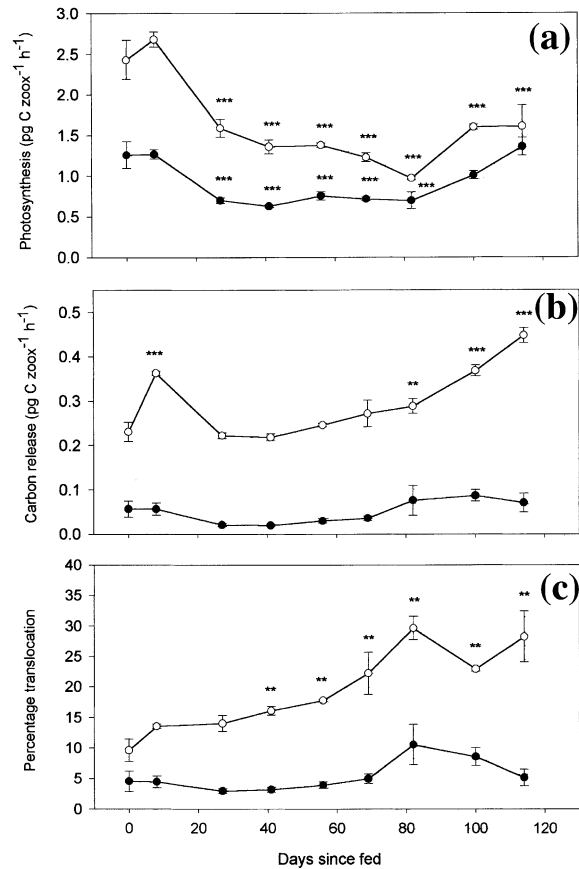 (a)
Photosynthesis (pg C zoox⁻¹ h⁻¹)
3.0
2.5
2.0
1.5
1.0
0.5
0.0
*** *** *** *** *** *** ***
*** *** *** *** ***
(b)
Carbon release (pg C zoox⁻¹ h⁻¹)
0.5
0.4
0.3
0.2
0.1
0.0
*** ** *** ***
(c)
Percentage translocation
40
35
30
25
20
15
10
5
0
** ** ** ** ** **
0 20 40 60 80 100 120
Days since fed